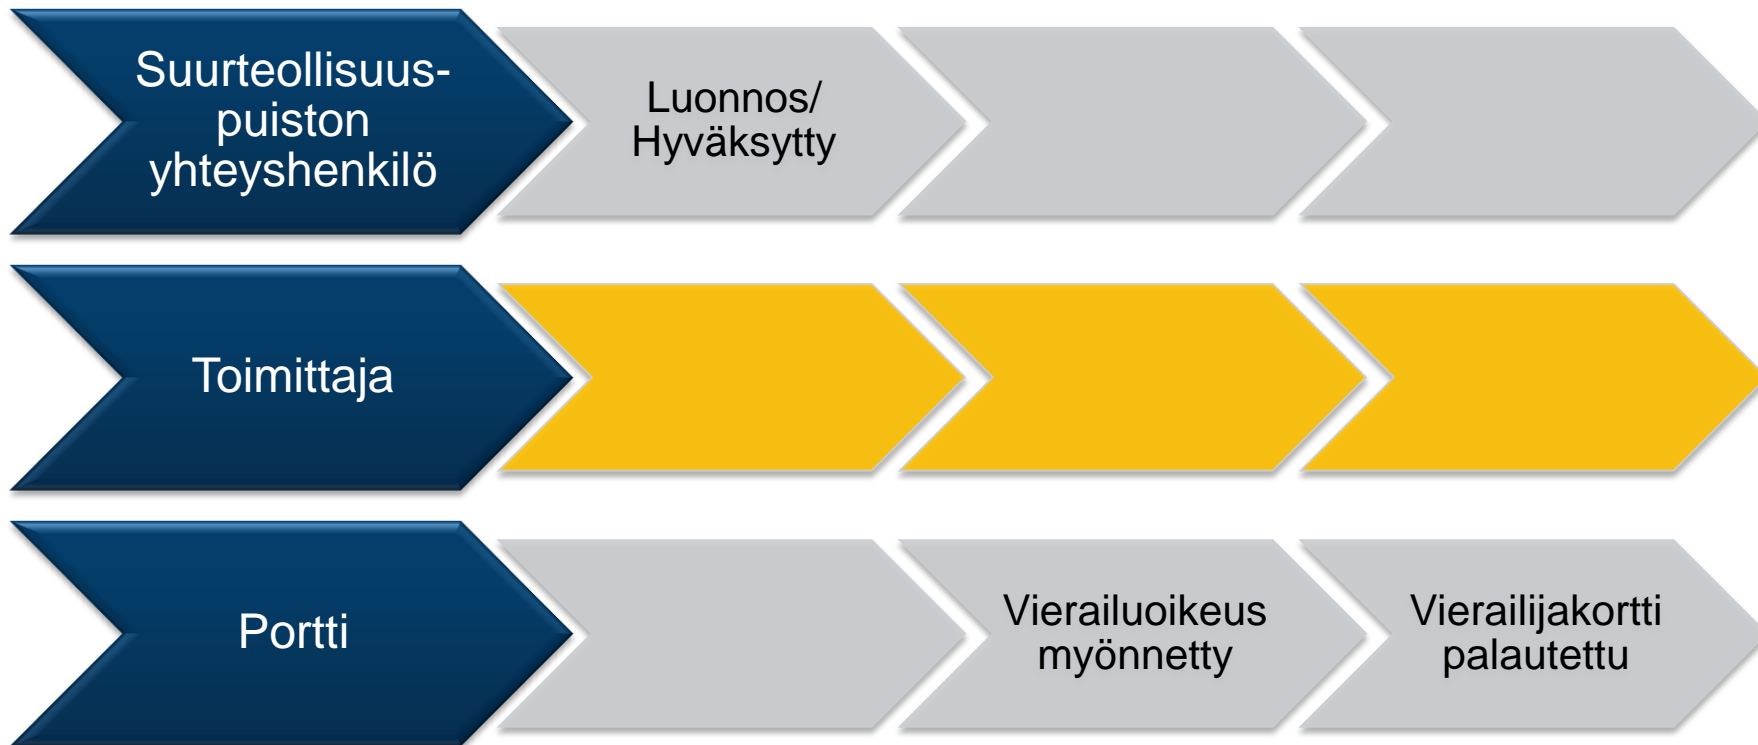 Suurteollisuus-
puiston
yhteyshenkilö
Luonnos/
Hyväksytty
Toimittaja
Portti
Vierailuoikeus
myönnetty
Vierailijakortti
palautettu